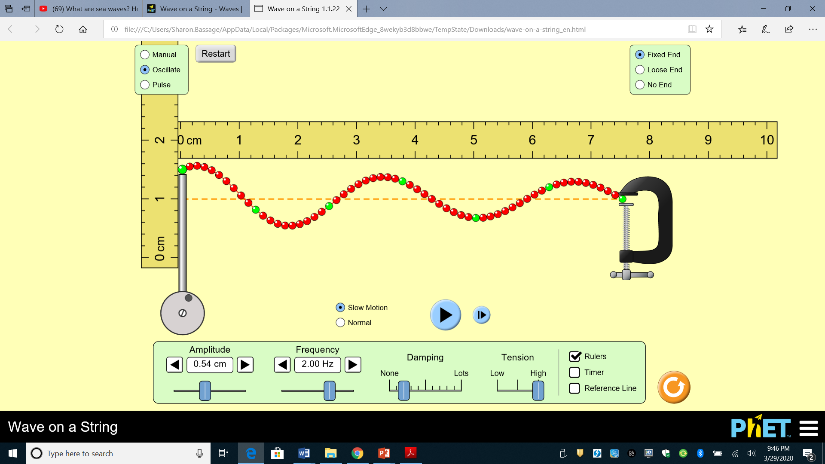 (69) What are sea waves? H
Wave on a String - Waves |
Wave on a String 1.1.22
file:///C:/Users/Sharon.Bassage/AppData/Local/Packages/Microsoft.MicrosoftEdge_8wekyb3d8bbwe/TempState/Downloads/wave-on-a-string_en.html
Manual
Oscillate
Pulse
Restart
Fixed End
Loose End
No End
0 cm 1 2 3 4 5 6 7 8 9 10
2
1
0 cm
Slow Motion
Normal
Amplitude
0.54 cm
Frequency
2.00 Hz
Damping
None Lots
Tension
Low High
Rulers
Timer
Reference Line
Wave on a String
PhET
Type here to search
9:46 PM
3/29/2020